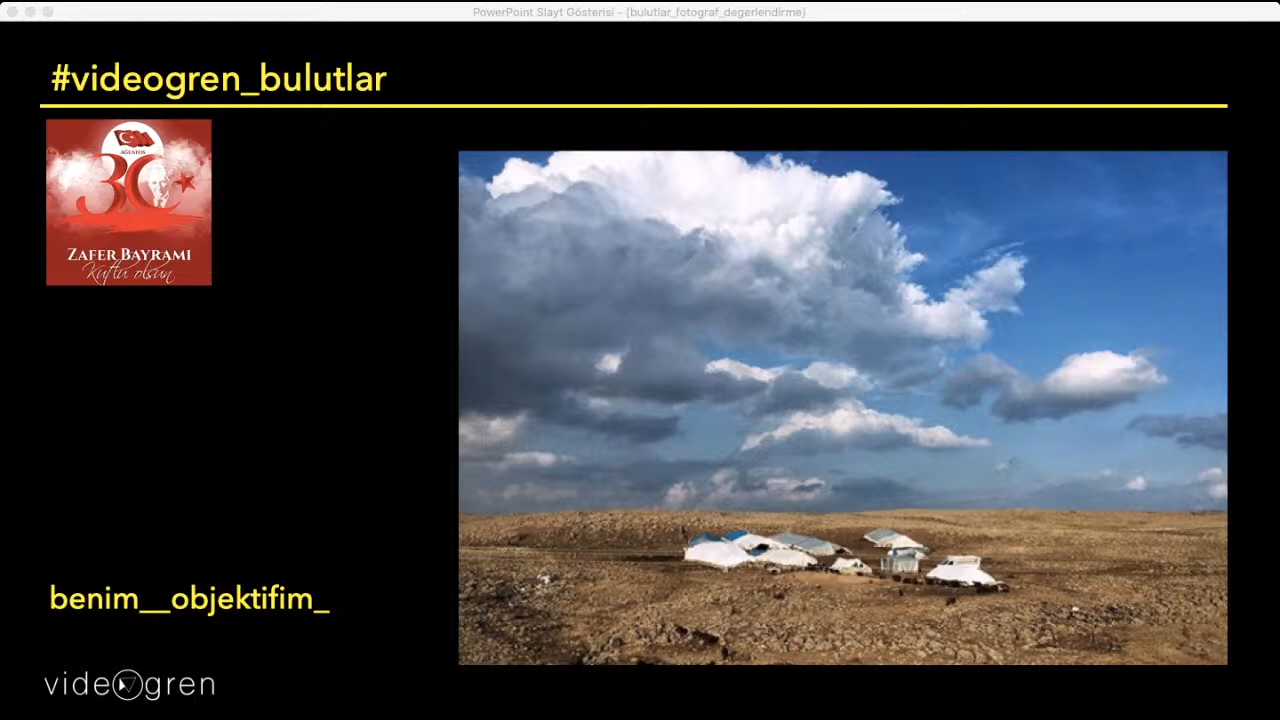 PowerPoint Slayt Gösterisi - [bulutlar_fotograf_degerlendirme]
#videogren_bulutlar
AĞUSTOS
30
ZAFER BAYRAMI
Kutlu olsun
benim__objektifim_
videogren